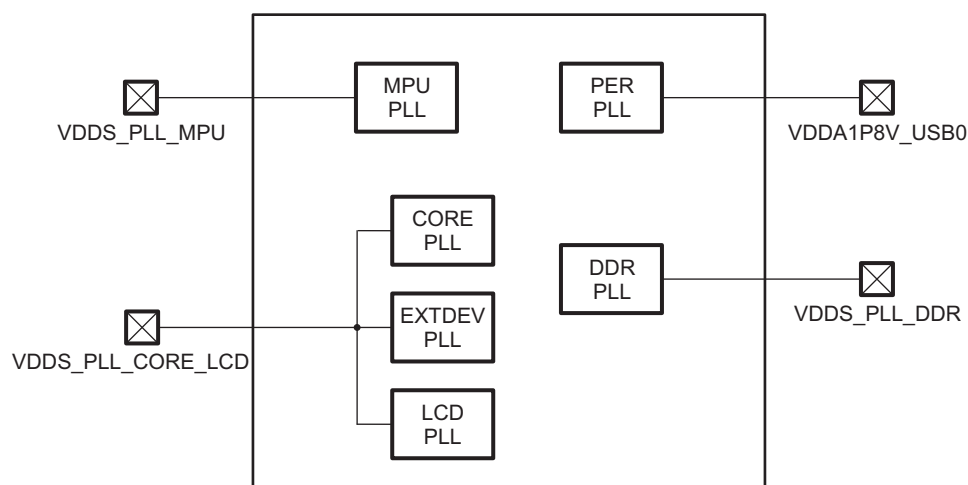 MPU
PLL
PER
PLL
VDDS_PLL_MPU
VDDA1P8V_USB0
CORE
PLL
DDR
PLL
EXTDEV
PLL
VDDS_PLL_DDR
VDDS_PLL_CORE_LCD
LCD
PLL